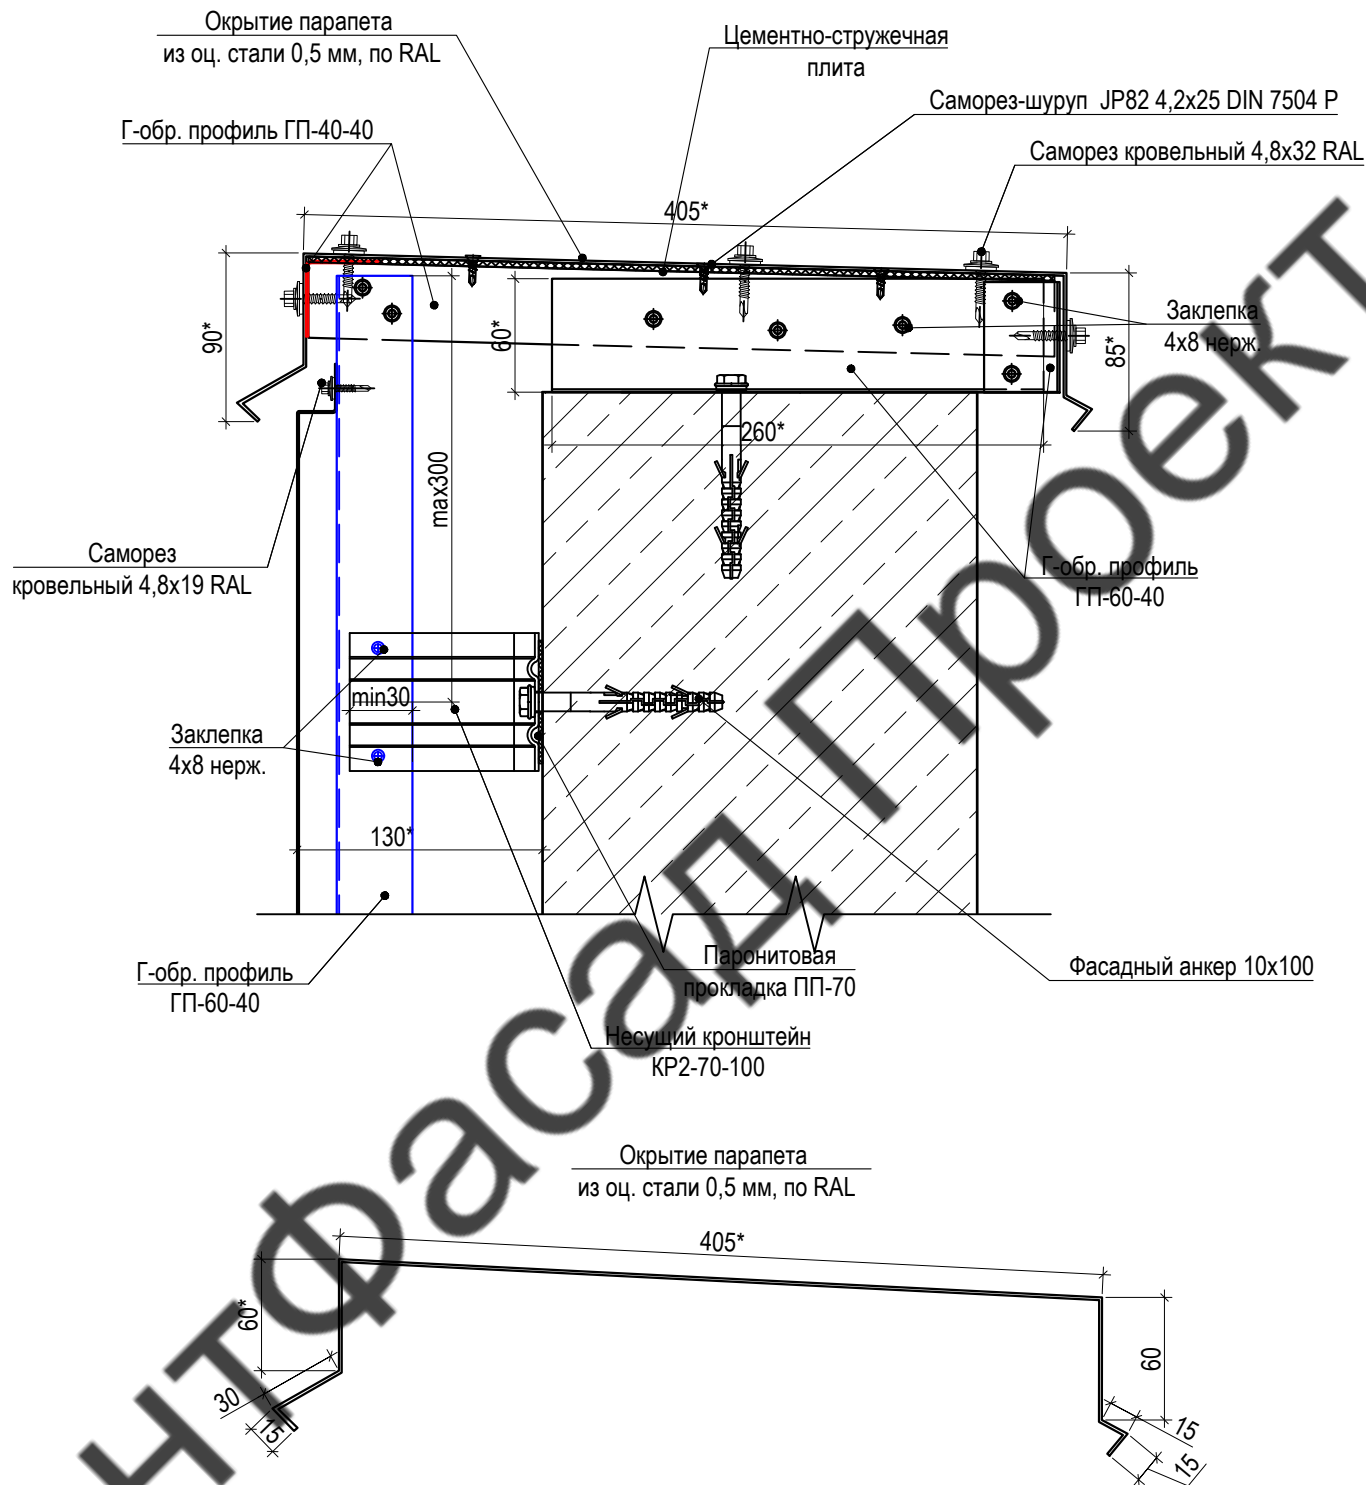 Окрытие парапета
из оц. стали 0,5 мм, по RAL
Цементно-стружечная
плита
Саморез-шуруп JP82 4,2х25 DIN 7504 P
Г-обр. профиль ГП-40-40
Саморез кровельный 4,8х32 RAL
405*
90*
60*
Заклепка
4х8 нерж.
85*
260*
max300
Саморез
кровельный 4,8х19 RAL
Г-обр. профиль
ГП-60-40
min30
Заклепка
4х8 нерж.
130*
Г-обр. профиль
ГП-60-40
Паронитовая
прокладка ПП-70
Фасадный анкер 10х100
Несущий кронштейн
КР2-70-100
Окрытие парапета
из оц. стали 0,5 мм, по RAL
405*
60*
60
30
15
15
15
нтФасад Проект